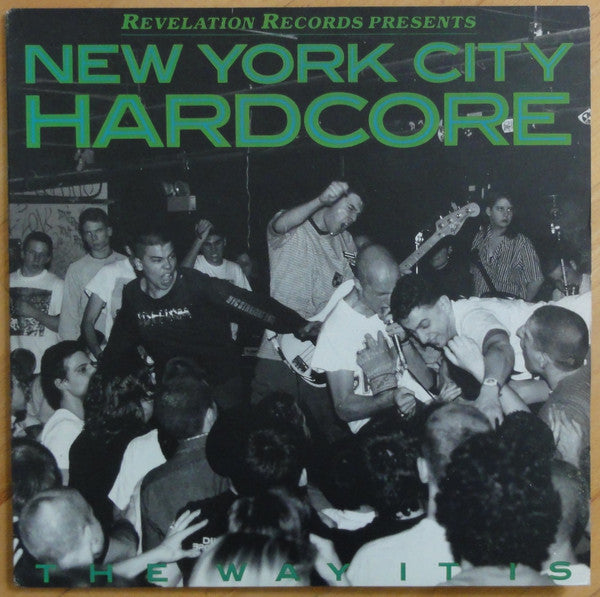 REVELATION RECORDS PRESENTS
NEW YORK CITY
HARDCORE
THE WAY IT IS